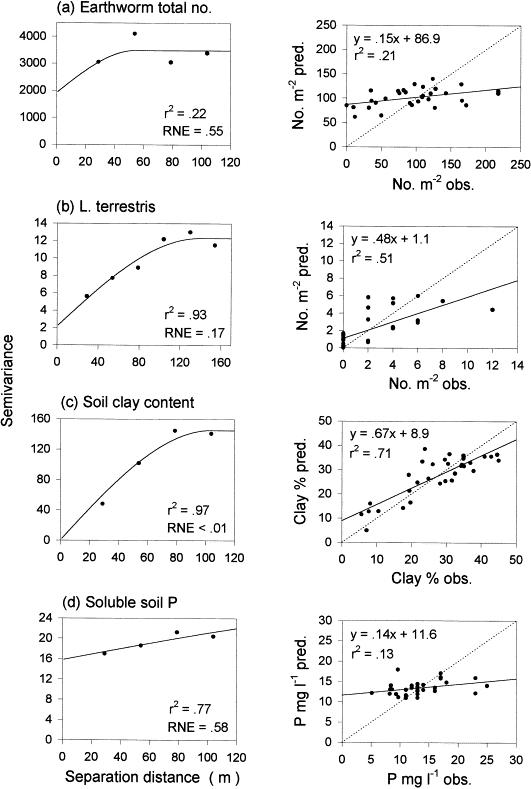 (a) Earthworm total no.
4000
3000
2000
1000
0
r² = .22
RNE = .55
0 20 40 60 80 100 120
No. m⁻² pred.
250
200
150
100
50
0
y = .15x + 86.9
r² = .21
0 50 100 150 200 250
No. m⁻² obs.
(b) L. terrestris
14
12
10
8
6
4
2
0
r² = .93
RNE = .17
0 40 80 120 160
No. m⁻² pred.
14
12
10
8
6
4
2
0
y = .48x + 1.1
r² = .51
0 2 4 6 8 10 12 14
No. m⁻² obs.
Semivariance
(c) Soil clay content
160
120
80
40
0
r² = .97
RNE < .01
0 20 40 60 80 100 120
Clay % pred.
50
40
30
20
10
0
y = .67x + 8.9
r² = .71
0 10 20 30 40 50
Clay % obs.
(d) Soluble soil P
24
20
16
12
8
4
0
r² = .77
RNE = .58
0 20 40 60 80 100
Separation distance ( m )
P mg l⁻¹ pred.
30
25
20
15
10
5
0
y = .14x + 11.6
r² = .13
0 5 10 15 20 25 30
P mg l⁻¹ obs.